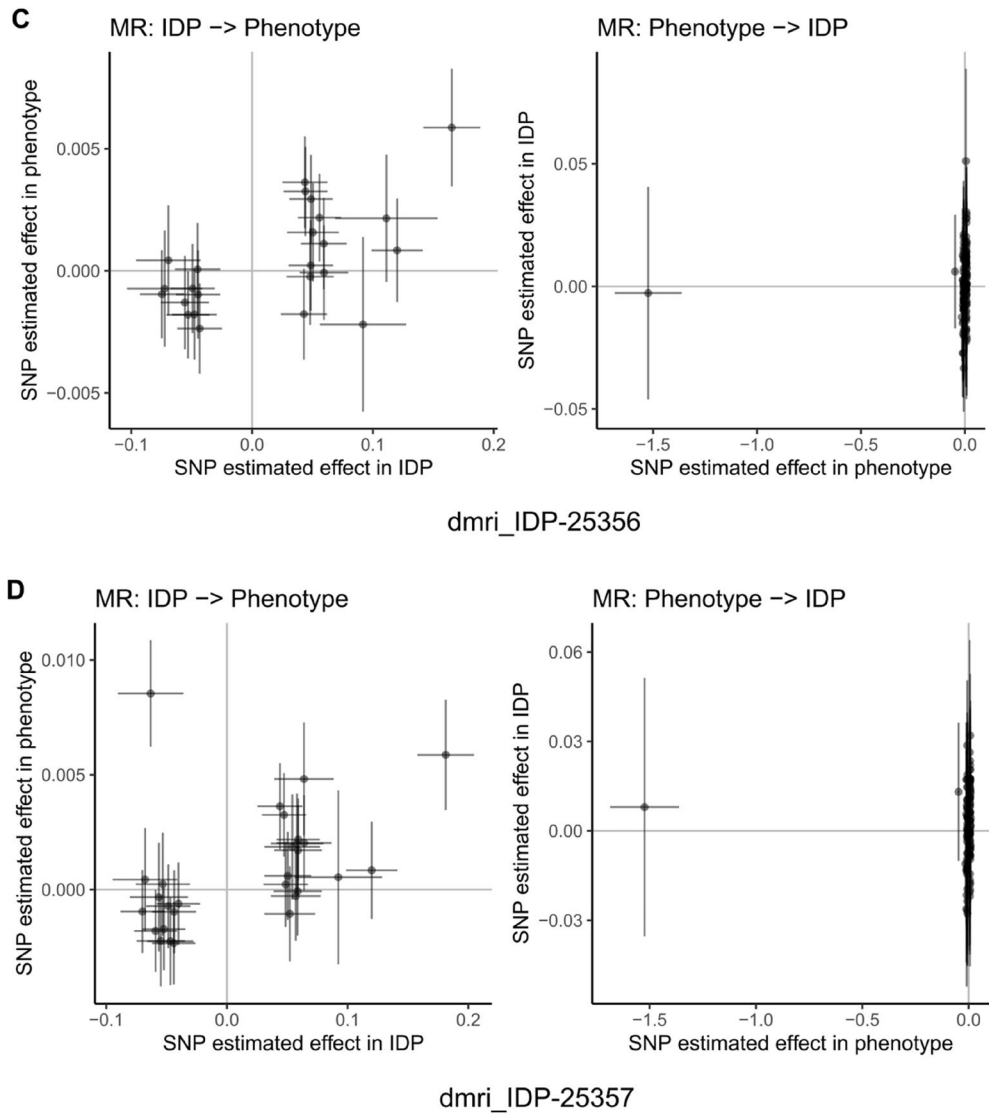 C
MR: IDP −> Phenotype
MR: Phenotype −> IDP
SNP estimated effect in phenotype
0.005
0.000
−0.005
−0.1
0.0
0.1
0.2
SNP estimated effect in IDP
SNP estimated effect in IDP
0.05
0.00
−0.05
−1.5
−1.0
−0.5
0.0
SNP estimated effect in phenotype
dmri_IDP-25356
D
MR: IDP −> Phenotype
MR: Phenotype −> IDP
SNP estimated effect in phenotype
0.010
0.005
0.000
−0.1
0.0
0.1
0.2
SNP estimated effect in IDP
SNP estimated effect in IDP
0.06
0.03
0.00
−0.03
−1.5
−1.0
−0.5
0.0
SNP estimated effect in phenotype
dmri_IDP-25357